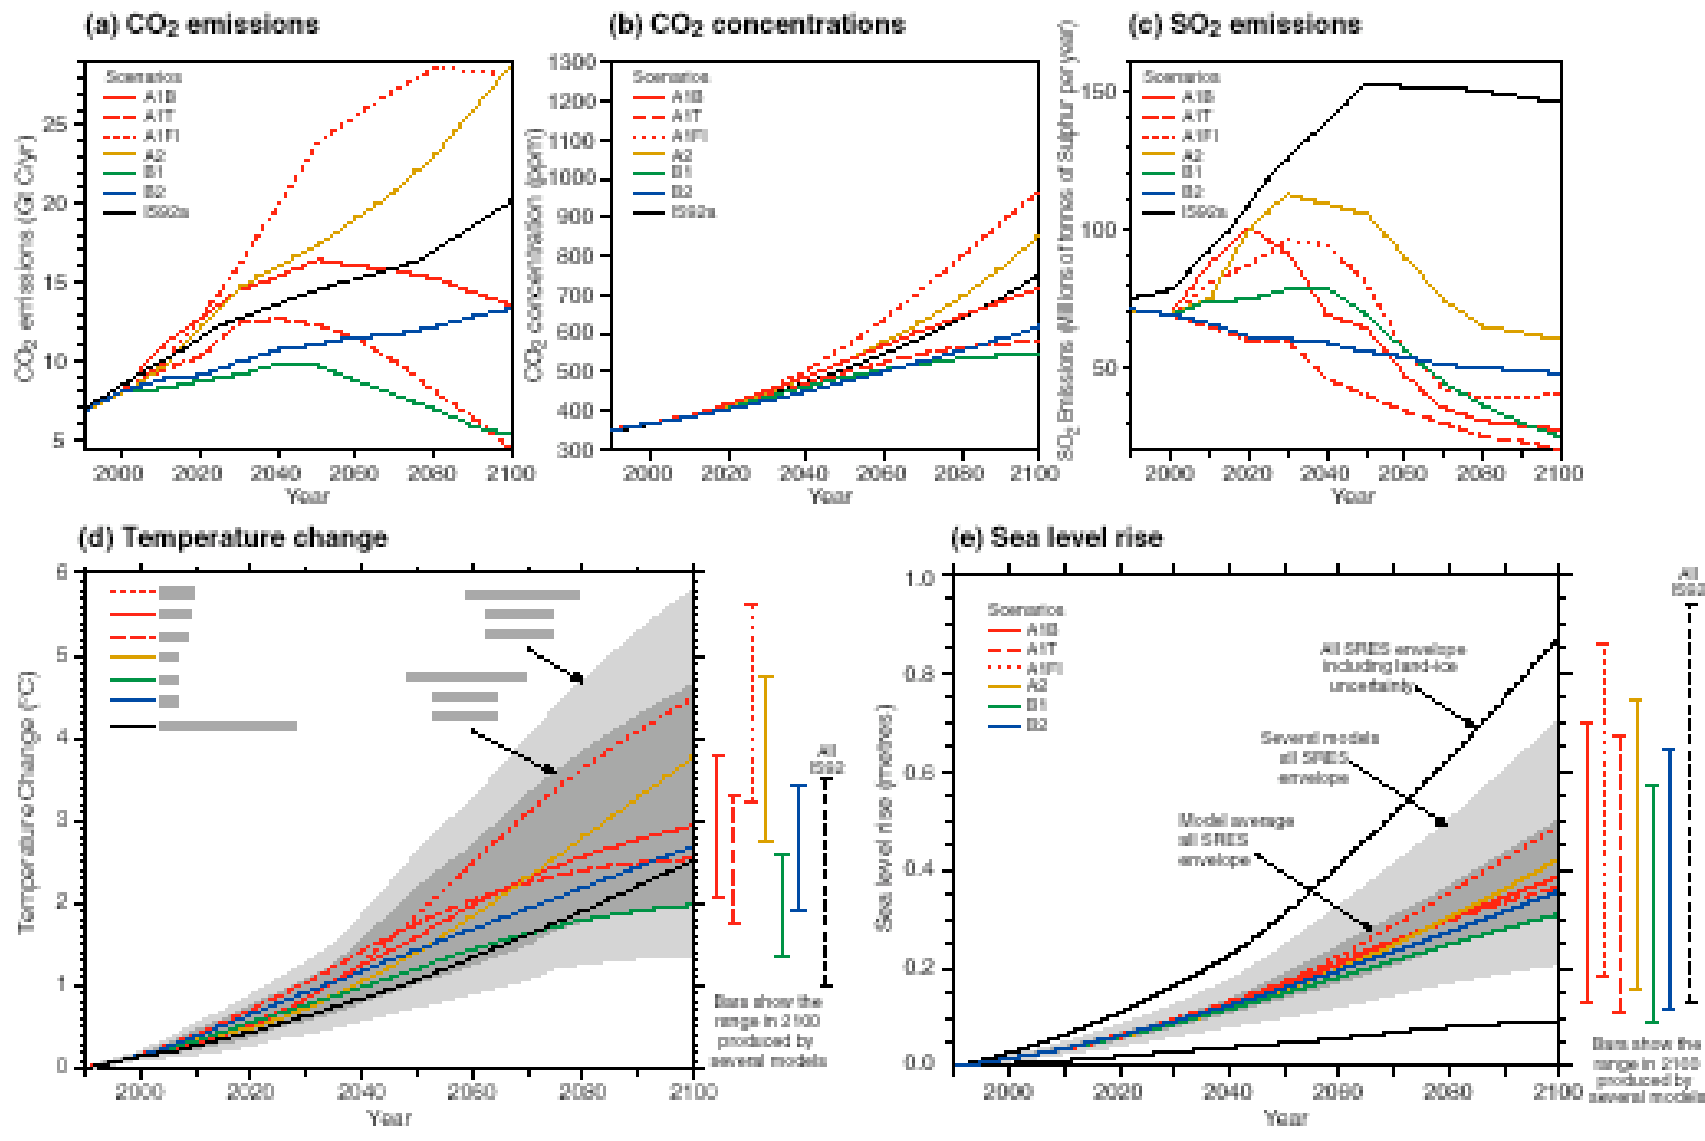 (a) CO₂ emissions
CO₂ emissions (Gt C/yr)
25
20
15
10
5
Scenarios
A1B
A1T
A1FI
A2
B1
B2
IS92a
2000 2020 2040 2060 2080 2100
Year
(b) CO₂ concentrations
CO₂ concentration (ppm)
1300
1200
1100
1000
900
800
700
600
500
400
300
Scenarios
A1B
A1T
A1FI
A2
B1
B2
IS92a
2000 2020 2040 2060 2080 2100
Year
(c) SO₂ emissions
SO₂ Emissions (Millions of tonnes of Sulphur per year)
150
100
50
Scenarios
A1B
A1T
A1FI
A2
B1
B2
IS92a
2000 2020 2040 2060 2080 2100
Year
(d) Temperature change
Temperature Change (°C)
6
5
4
3
2
1
0
2000 2020 2040 2060 2080 2100
Year
All
IS92
Bars show the
range in 2100
produced by
several models
(e) Sea level rise
Sea level rise (metres)
1.0
0.8
0.6
0.4
0.2
0.0
Scenarios
A1B
A1T
A1FI
A2
B1
B2
All SRES envelope
including land-ice
uncertainty
Several models
all SRES
envelope
Model average
all SRES
envelope
2000 2020 2040 2060 2080 2100
Year
All
IS92
Bars show the
range in 2100
produced by
several models